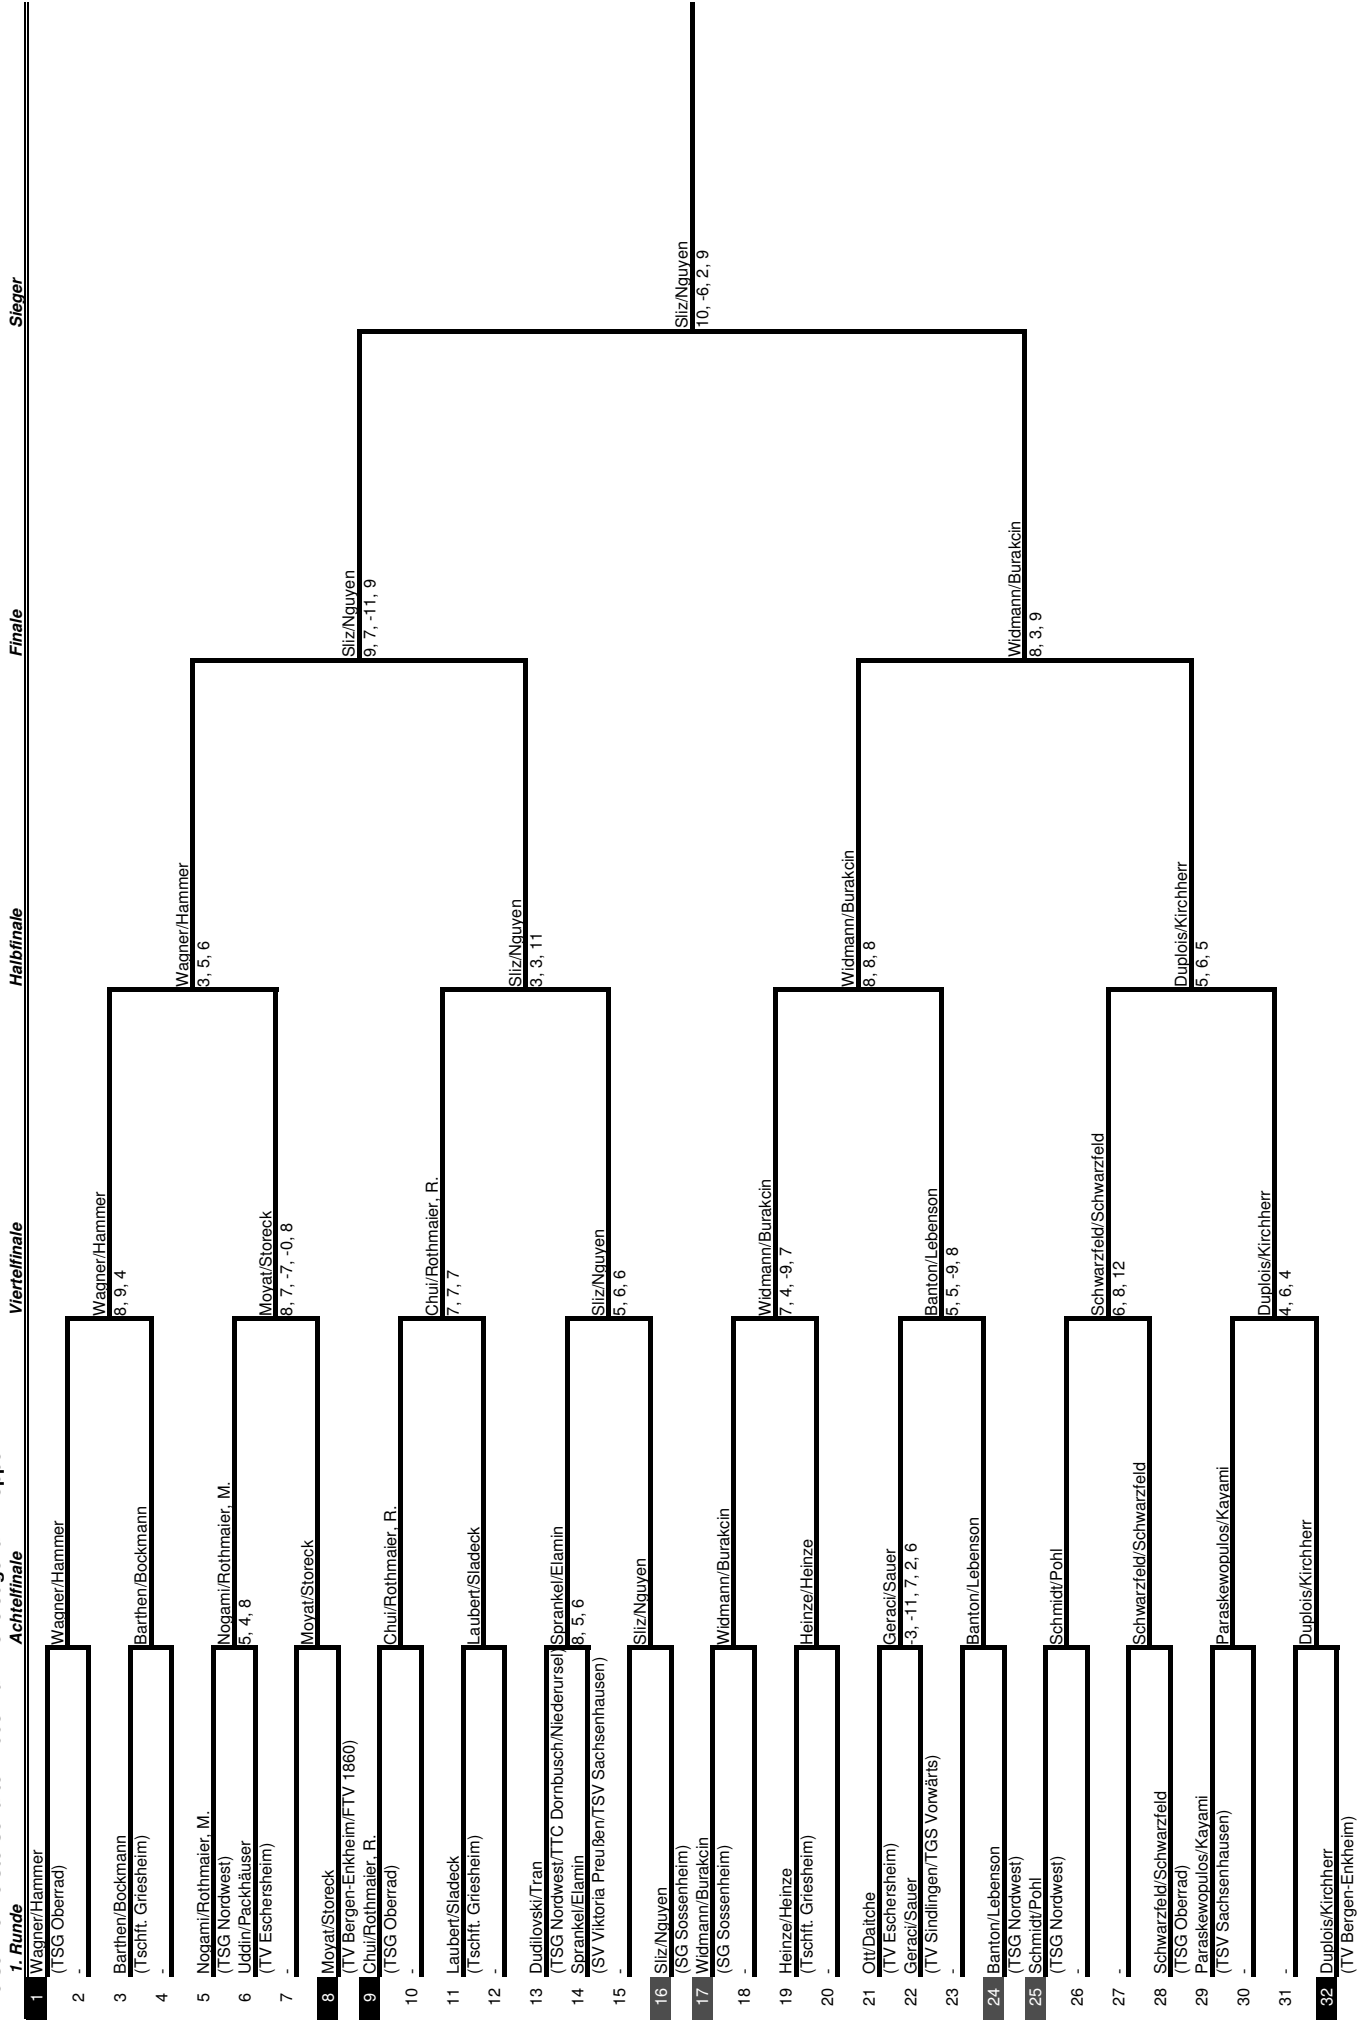 1. Runde
Achtelfinale
Viertelfinale
Halbfinale
Finale
Sieger
1 Wagner/Hammer
(TSG Oberrad)
2 -
3 Barthen/Bockmann
(Tschft. Griesheim)
4 -
5 Nogami/Rothmaier, M.
(TSG Nordwest)
6 Uddin/Packhäuser
(TV Eschersheim)
7 -
8 Moyat/Storeck
(TV Bergen-Enkheim/FTV 1860)
9 Chui/Rothmaier, R.
(TSG Oberrad)
10 -
11 Laubert/Sladeck
(Tschft. Griesheim)
12 -
13 Dudilovski/Tran
(TSG Nordwest/TTC Dornbusch/Niederursel)
14 Sprankel/Elamin
(SV Viktoria Preußen/TSV Sachsenhausen)
15 -
16 Sliz/Nguyen
(SG Sossenheim)
17 Widmann/Burakcin
(SG Sossenheim)
18 -
19 Heinze/Heinze
(Tschft. Griesheim)
20 -
21 Ott/Daitche
(TV Eschersheim)
22 Geraci/Sauer
(TV Sindlingen/TGS Vorwärts)
23 -
24 Banton/Lebenson
(TSG Nordwest)
25 Schmidt/Pohl
(TSG Nordwest)
26 -
27 -
28 Schwarzfeld/Schwarzfeld
(TSG Oberrad)
29 Paraskewopulos/Kayami
(TSV Sachsenhausen)
30 -
31 -
32 Duplois/Kirchherr
(TV Bergen-Enkheim)
Wagner/Hammer
Barthen/Bockmann
Nogami/Rothmaier, M.
5, 4, 8
Moyat/Storeck
Chui/Rothmaier, R.
Laubert/Sladeck
Sprankel/Elamin
8, 5, 6
Sliz/Nguyen
Widmann/Burakcin
Heinze/Heinze
Geraci/Sauer
-3, -11, 7, 2, 6
Banton/Lebenson
Schmidt/Pohl
Schwarzfeld/Schwarzfeld
Paraskewopulos/Kayami
Duplois/Kirchherr
Wagner/Hammer
8, 9, 4
Moyat/Storeck
8, 7, -7, -0, 8
Chui/Rothmaier, R.
7, 7, 7
Sliz/Nguyen
5, 6, 6
Widmann/Burakcin
7, 4, -9, 7
Banton/Lebenson
5, 5, -9, 8
Schwarzfeld/Schwarzfeld
6, 8, 12
Duplois/Kirchherr
4, 6, 4
Wagner/Hammer
3, 5, 6
Sliz/Nguyen
3, 3, 11
Widmann/Burakcin
8, 8, 8
Duplois/Kirchherr
5, 6, 5
Sliz/Nguyen
9, 7, -11, 9
Widmann/Burakcin
8, 3, 9
Sliz/Nguyen
10, -6, 2, 9